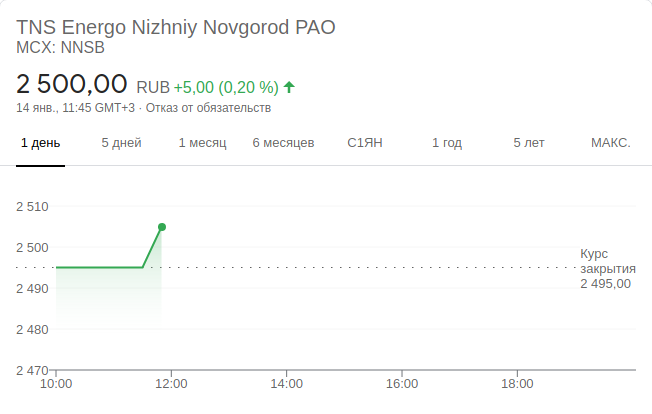 TNS Energo Nizhniy Novgorod PAO
MCX: NNSB
2 500,00 RUB +5,00 (0,20 %)
14 янв., 11:45 GMT+3 · Отказ от обязательств
1 день 5 дней 1 месяц 6 месяцев С1ЯН 1 год 5 лет МАКС.
2 510
2 500
2 490
2 480
2 470
Курс
закрытия
2 495,00
10:00 12:00 14:00 16:00 18:00